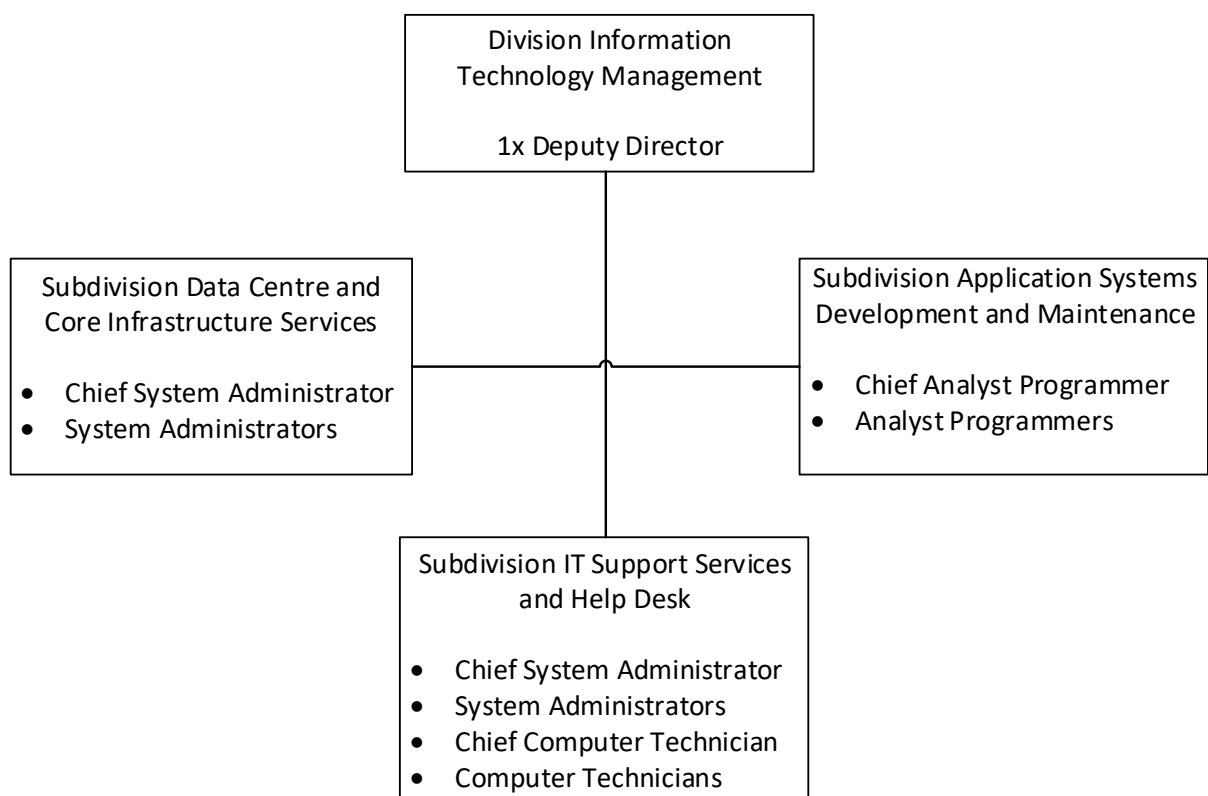 Division Information
Technology Management
1x Deputy Director
Subdivision Data Centre and
Core Infrastructure Services
• Chief System Administrator
• System Administrators
Subdivision Application Systems
Development and Maintenance
• Chief Analyst Programmer
• Analyst Programmers
Subdivision IT Support Services
and Help Desk
• Chief System Administrator
• System Administrators
• Chief Computer Technician
• Computer Technicians